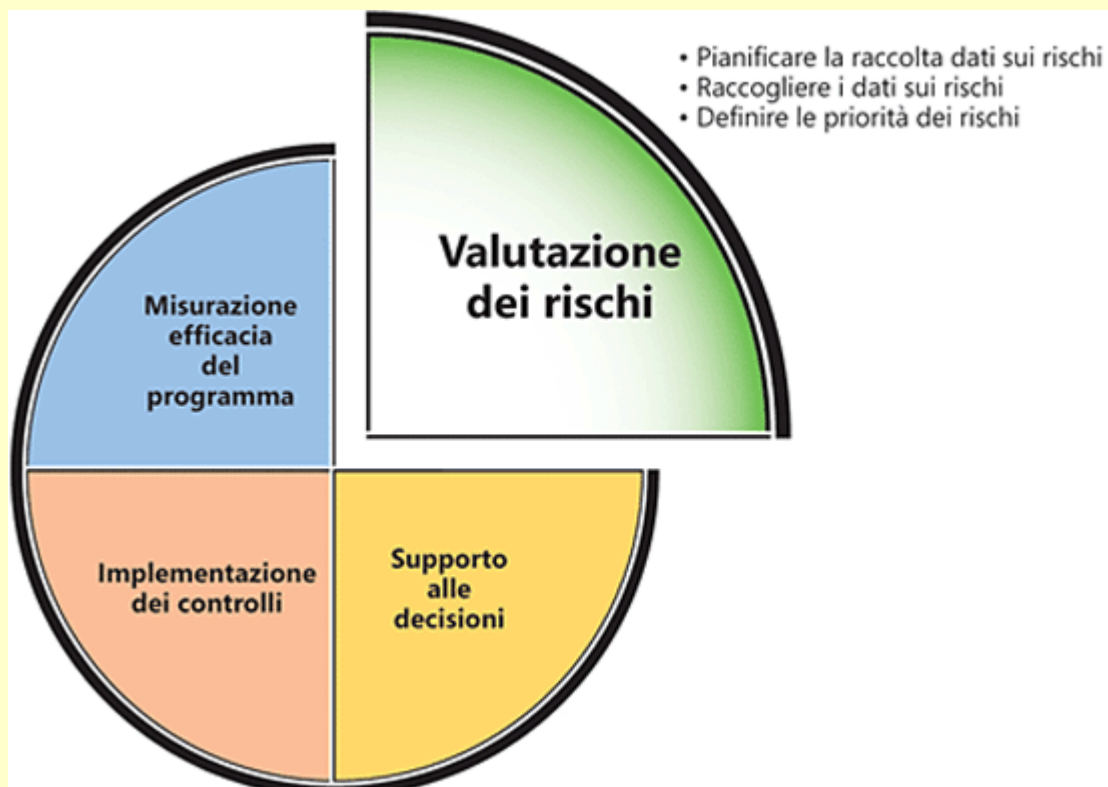 • Pianificare la raccolta dati sui rischi
• Raccogliere i dati sui rischi
• Definire le priorità dei rischi
Valutazione
dei rischi
Misurazione
efficacia
del
programma
Implementazione
dei controlli
Supporto
alle
decisioni